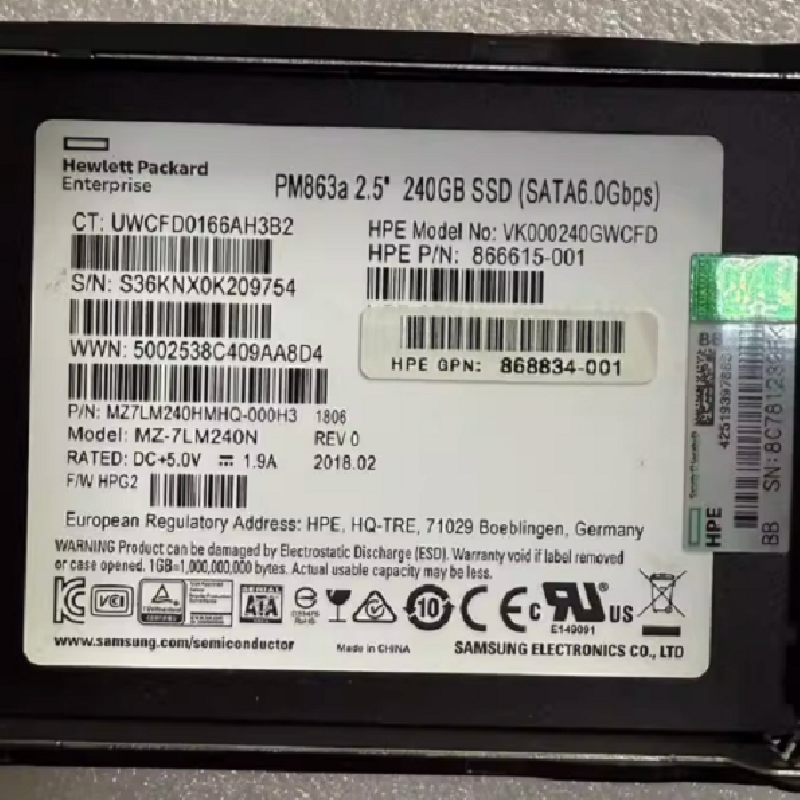 Hewlett Packard
Enterprise
PM863a 2.5" 240GB SSD (SATA6.0Gbps)
CT: UWCFD0166AH3B2
HPE Model No: VK000240GWCFD
HPE P/N: 866615-001
S/N: S36KNX0K209754
WWN: 5002538C409AA8D4
HPE GPN: 868834-001
P/N: MZ7LM240HMHQ-000H3 1806
Model: MZ-7LM240N REV 0
RATED: DC+5.0V ⎓ 1.9A 2018.02
F/W HPG2
European Regulatory Address: HPE, HQ-TRE, 71029 Boeblingen, Germany
WARNING Product can be damaged by Electrostatic Discharge (ESD). Warranty void if label removed
or case opened. 1GB=1,000,000,000 bytes. Actual usable capacity may be less.
VCI
SERIAL
ATA
10
CE
c UL® US
E149091
www.samsung.com/semiconductor
Made in CHINA
SAMSUNG ELECTRONICS CO., LTD
HPE
BB